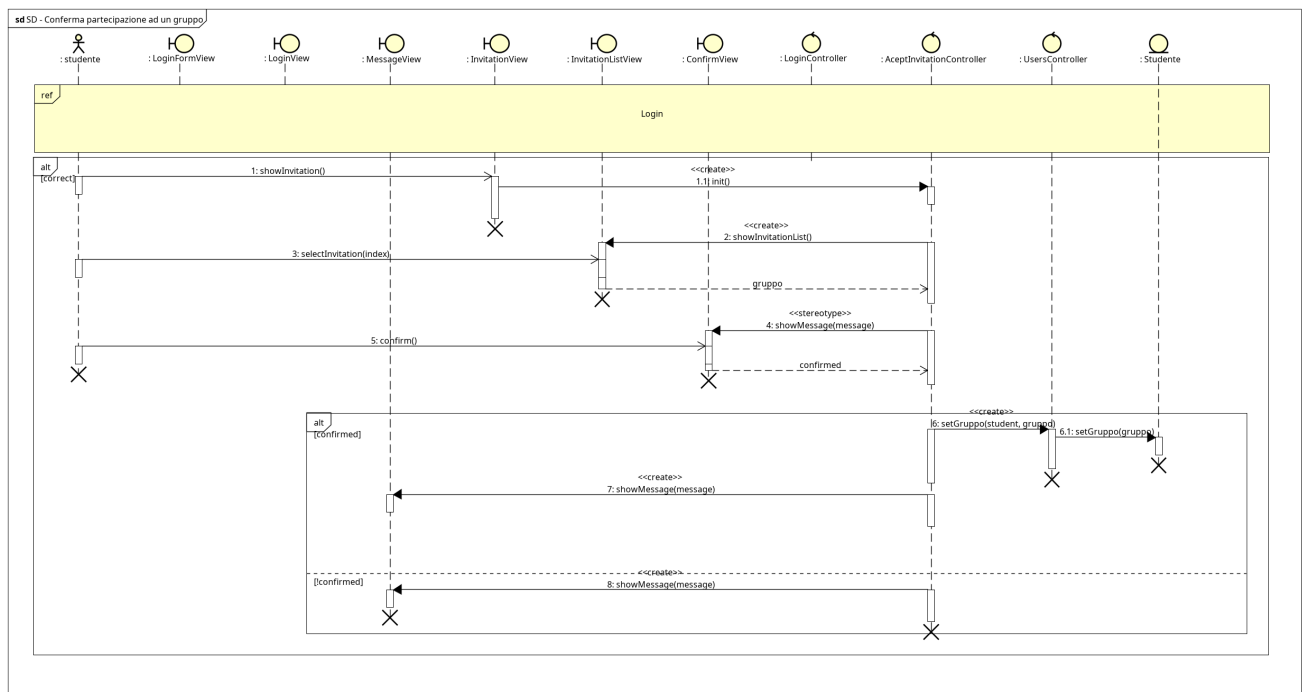 sd SD - Conferma partecipazione ad un gruppo
: studente
: LoginFormView
: LoginView
: MessageView
: InvitationView
: InvitationListView
: ConfirmView
: LoginController
: AceptInvitationController
: UsersController
: Studente
ref
Login
alt
[correct]
1: showInvitation()
<<create>>
1.1: init()
<<create>>
2: showInvitationList()
3: selectInvitation(index)
gruppo
<<stereotype>>
4: showMessage(message)
5: confirm()
confirmed
alt
[confirmed]
<<create>>
6: setGruppo(student, gruppo)
6.1: setGruppo(gruppo)
<<create>>
7: showMessage(message)
[!confirmed]
<<create>>
8: showMessage(message)